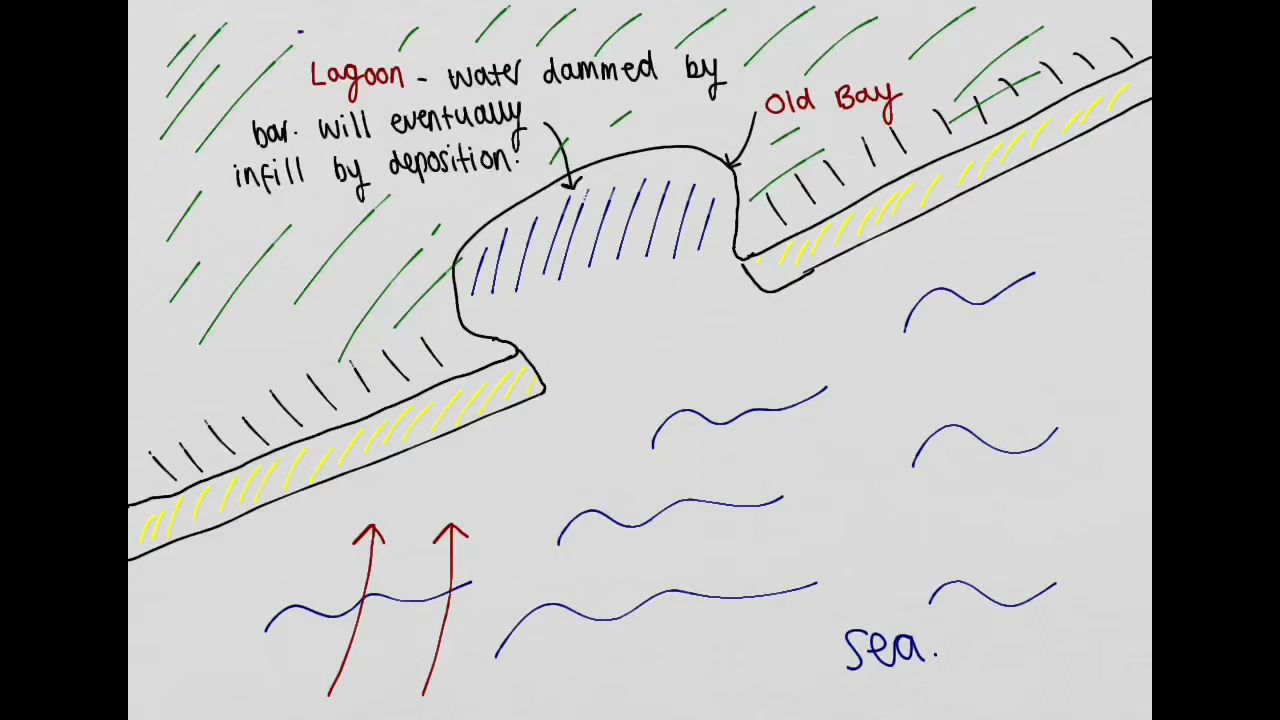 Lagoon - water dammed by
bar. will eventually
infill by deposition.
Old Bay
sea.